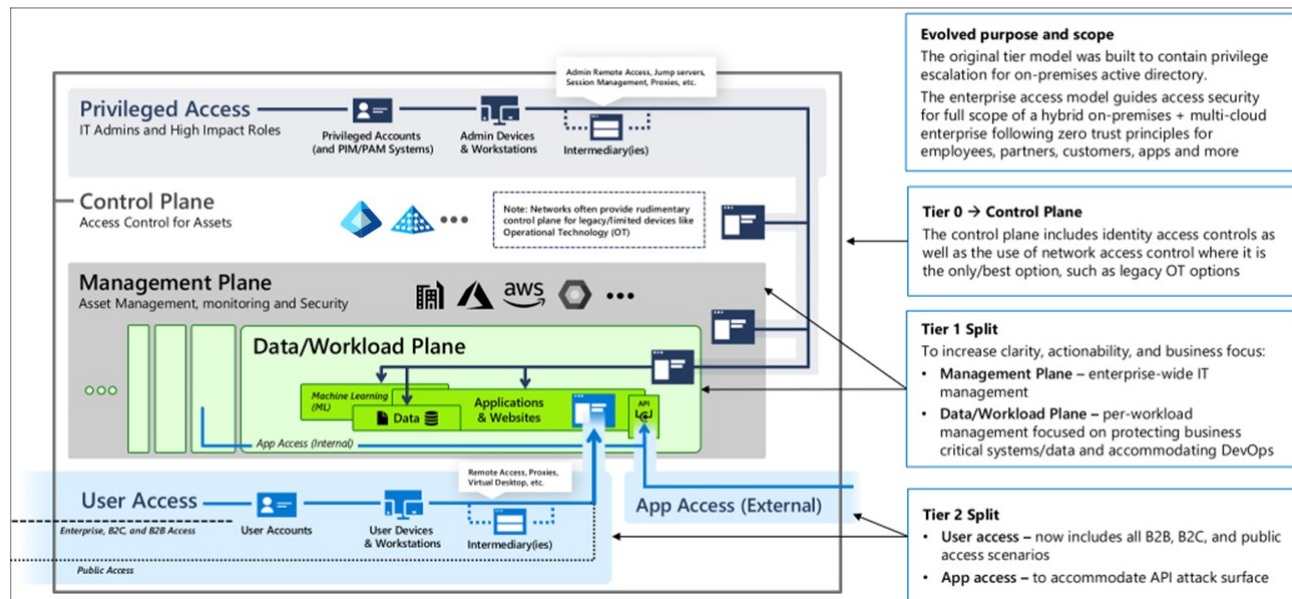 Admin Remote Access, Jump servers,
Session Management, Proxies, etc.
Privileged Access
IT Admins and High Impact Roles
Privileged Accounts
(and PIM/PAM Systems)
Admin Devices
& Workstations
Intermediary(ies)
Control Plane
Access Control for Assets
Note: Networks often provide rudimentary
control plane for legacy/limited devices like
Operational Technology (OT)
Management Plane
Asset Management, monitoring and Security
aws
Data/Workload Plane
Machine Learning
(ML)
Data
Applications
& Websites
API
App Access (Internal)
Remote Access, Proxies,
Virtual Desktop, etc.
User Access
Enterprise, B2C, and B2B Access
User Accounts
User Devices
& Workstations
Intermediary(ies)
Public Access
App Access (External)
Evolved purpose and scope
The original tier model was built to contain privilege
escalation for on-premises active directory.
The enterprise access model guides access security
for full scope of a hybrid on-premises + multi-cloud
enterprise following zero trust principles for
employees, partners, customers, apps and more
Tier 0 → Control Plane
The control plane includes identity access controls as
well as the use of network access control where it is
the only/best option, such as legacy OT options
Tier 1 Split
To increase clarity, actionability, and business focus:
• Management Plane – enterprise-wide IT
management
• Data/Workload Plane – per-workload
management focused on protecting business
critical systems/data and accommodating DevOps
Tier 2 Split
• User access – now includes all B2B, B2C, and public
access scenarios
• App access – to accommodate API attack surface